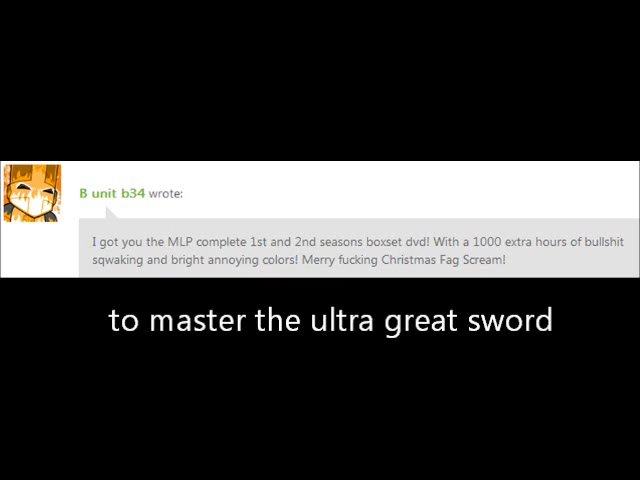 B unit b34 wrote:
I got you the MLP complete 1st and 2nd seasons boxset dvd! With a 1000 extra hours of bullshit
sqwaking and bright annoying colors! Merry fucking Christmas Fag Scream!
to master the ultra great sword